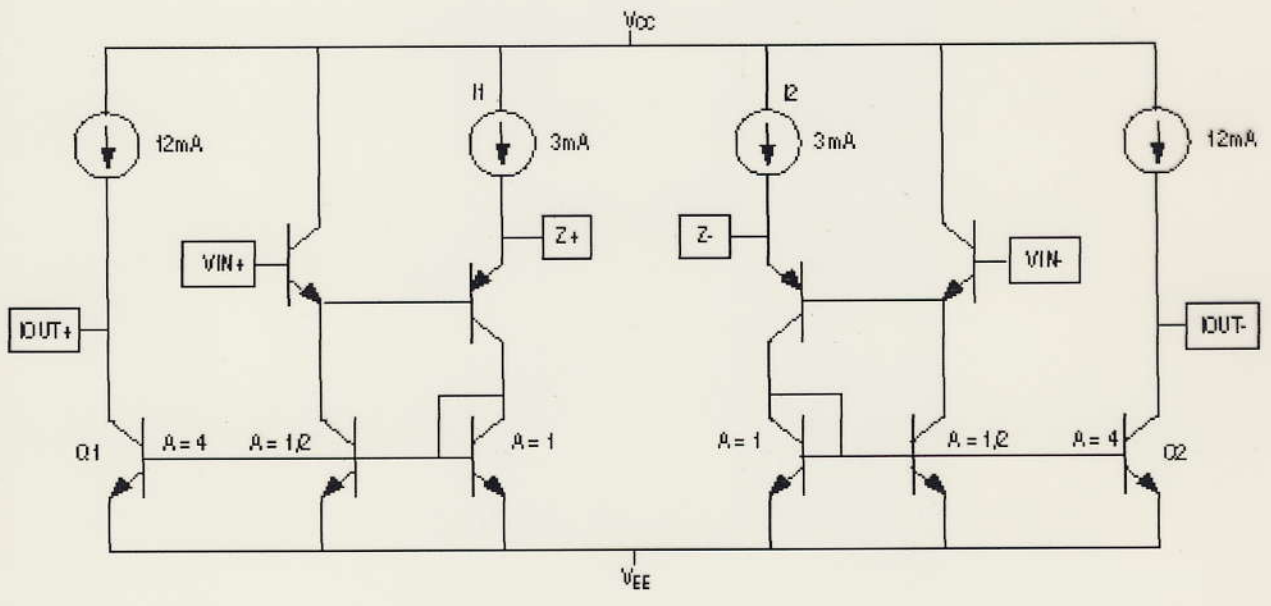 VCC
I1
I2
12mA
3mA
3mA
12mA
Z+
Z-
VIN+
VIN-
IOUT+
IOUT-
Q1
A = 4
A = 1/2
A = 1
A = 1
A = 1/2
A = 4
Q2
VEE